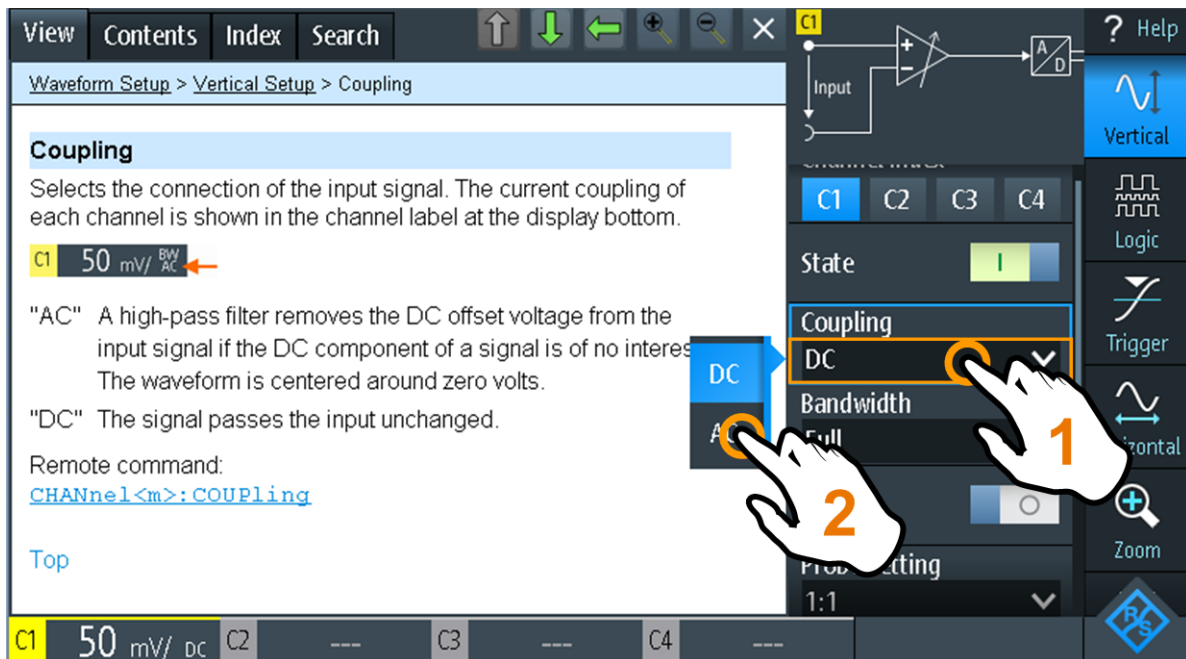 View Contents Index Search
Waveform Setup > Vertical Setup > Coupling
Coupling
Selects the connection of the input signal. The current coupling of
each channel is shown in the channel label at the display bottom.
C1 50 mV/ BW AC
"AC" A high-pass filter removes the DC offset voltage from the
input signal if the DC component of a signal is of no
The waveform is centered around zero volts.
"DC" The signal passes the input unchanged.
Remote command:
CHANnel<m>:COUPling
Top
DC
AC
2
C1
Input
+
−
A/D
C1 C2 C3 C4
State
I
Coupling
DC
Bandwidth
Full
1
O
1:1
? Help
Vertical
Logic
Trigger
Zoom
R&S
C1 50 mV/ DC C2 --- C3 --- C4 ---